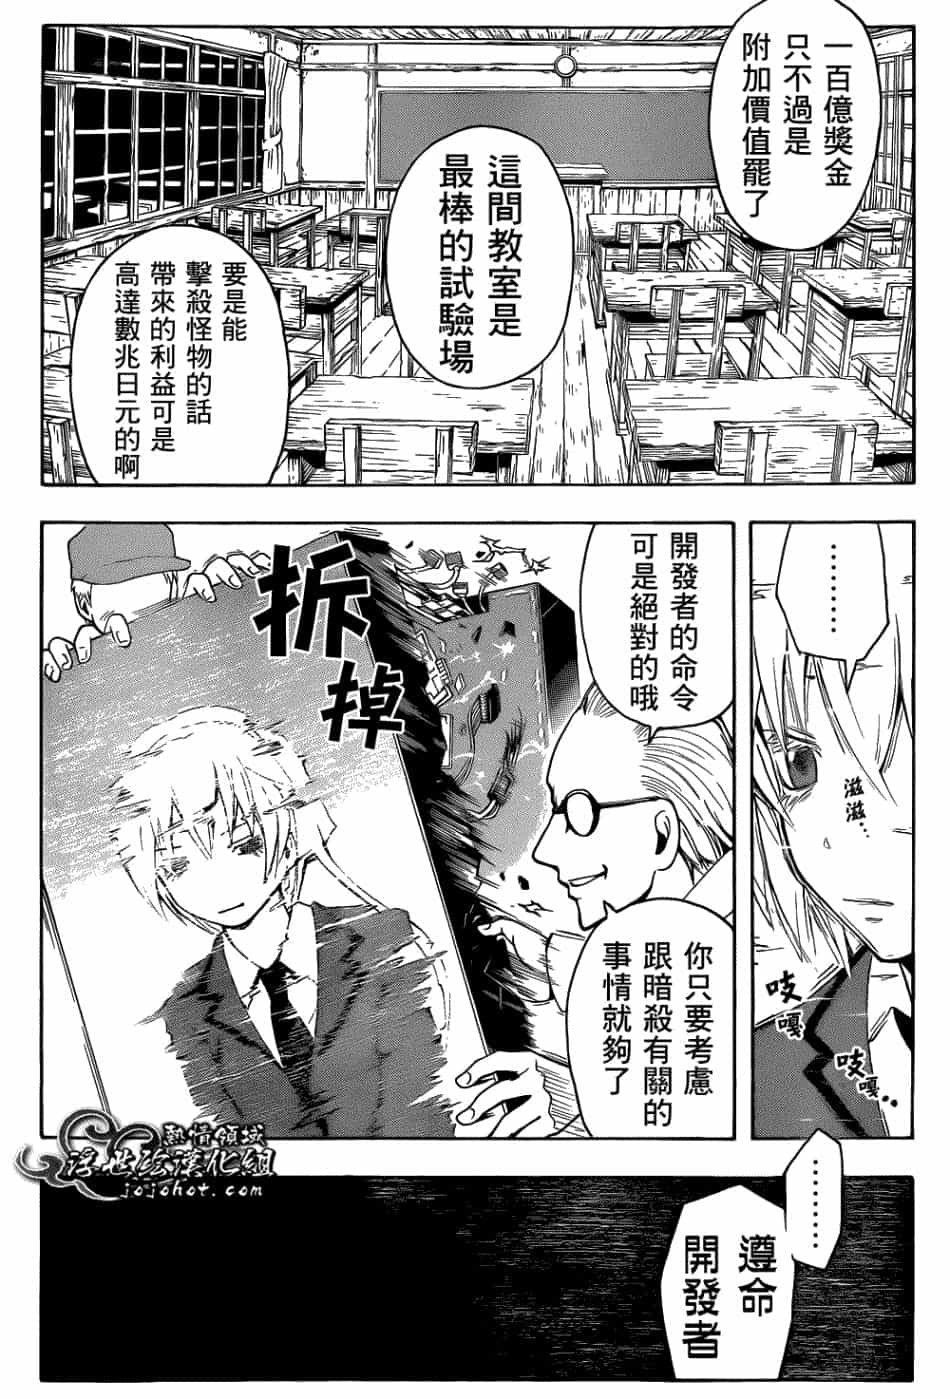 一百億獎金
只不過是
附加價值罷了
這間教室是
最棒的試驗場
要是能
擊殺怪物的話
帶來的利益可是
高達數兆日元的啊
………
滋滋…
吱嘎
吱嘎…
開發者的命令
可是絕對的哦
拆掉
你只要考慮
跟暗殺有關的
事情就夠了
熱情領域
浮世绘漢化組
jojohot.com
………
遵命
開發者